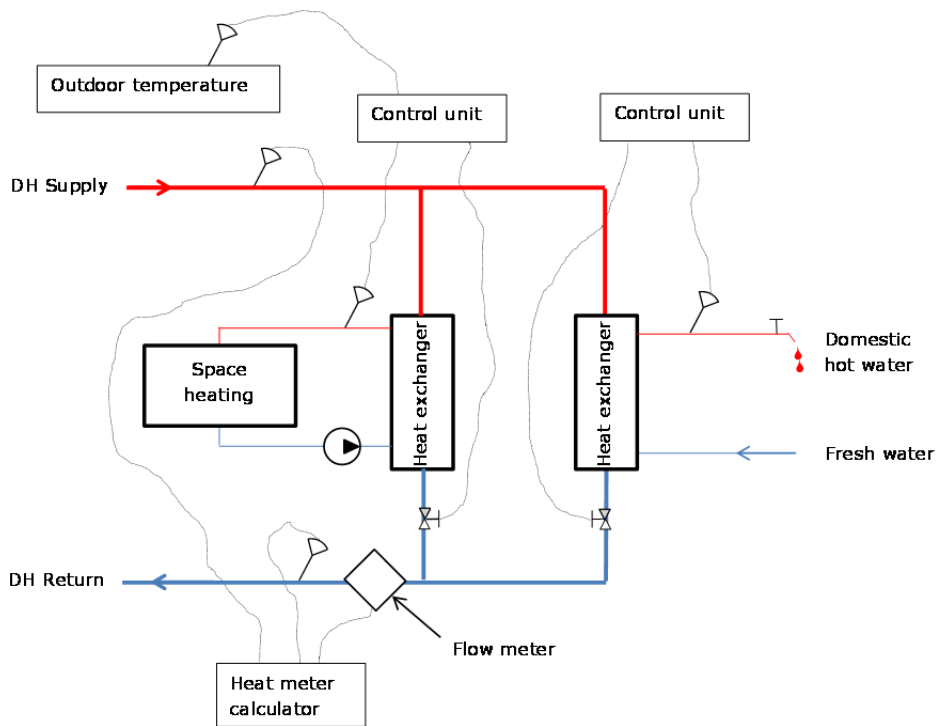 Outdoor temperature
Control unit
Control unit
DH Supply
Heat exchanger
Heat exchanger
Space
heating
Domestic
hot water
Fresh water
DH Return
Flow meter
Heat meter
calculator